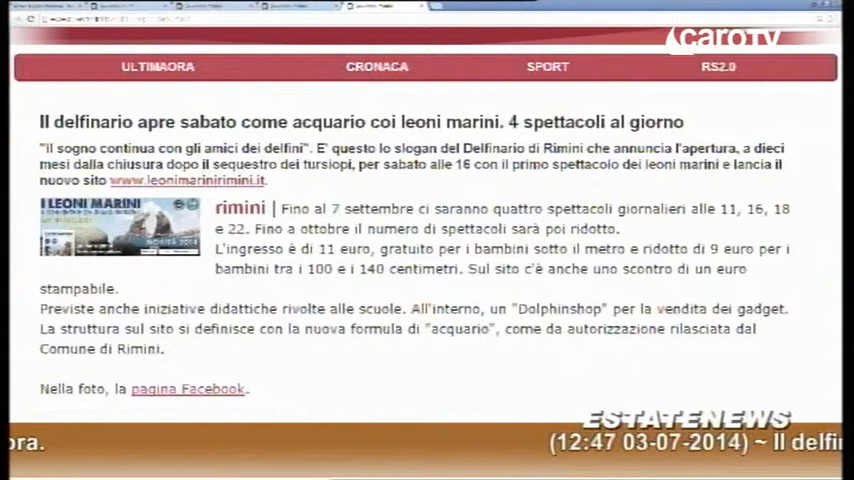 caroTV
ULTIMAORA CRONACA SPORT RS2.0
Il delfinario apre sabato come acquario coi leoni marini. 4 spettacoli al giorno
"Il sogno continua con gli amici dei delfini". E' questo lo slogan del Delfinario di Rimini che annuncia l'apertura, a dieci
mesi dalla chiusura dopo il sequestro dei tursiopi, per sabato alle 16 con il primo spettacolo dei leoni marini e lancia il
nuovo sito www.leonimarinirimini.it.
I LEONI MARINI
NOVITÀ 2014
rimini | Fino al 7 settembre ci saranno quattro spettacoli giornalieri alle 11, 16, 18
e 22. Fino a ottobre il numero di spettacoli sarà poi ridotto.
L'ingresso è di 11 euro, gratuito per i bambini sotto il metro e ridotto di 9 euro per i
bambini tra i 100 e i 140 centimetri. Sul sito c'è anche uno sconto di un euro
stampabile.
Previste anche iniziative didattiche rivolte alle scuole. All'interno, un "Dolphinshop" per la vendita dei gadget.
La struttura sul sito si definisce con la nuova formula di "acquario", come da autorizzazione rilasciata dal
Comune di Rimini.
Nella foto, la pagina Facebook.
ESTATENEWS
ora. (12:47 03-07-2014) ~ Il delfi